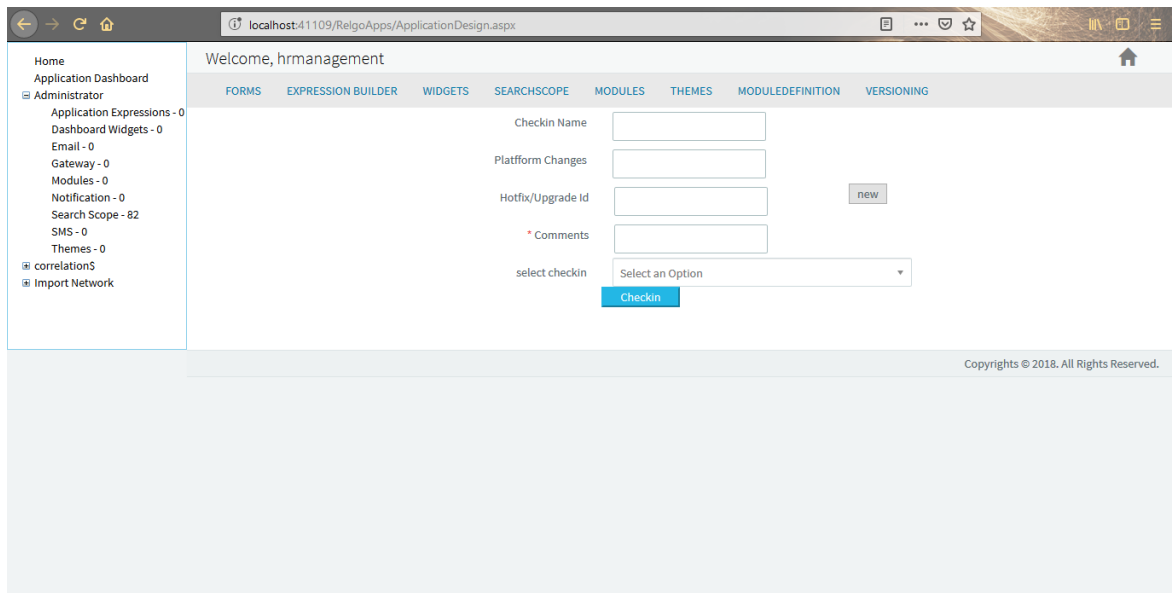 localhost:41109/RelgoApps/ApplicationDesign.aspx
Home
Application Dashboard
Administrator
Application Expressions - 0
Dashboard Widgets - 0
Email - 0
Gateway - 0
Modules - 0
Notification - 0
Search Scope - 82
SMS - 0
Themes - 0
correlationS
Import Network
Welcome, hrmanagement
FORMS EXPRESSION BUILDER WIDGETS SEARCHSCOPE MODULES THEMES MODULEDEFINITION VERSIONING
Checkin Name
Platfform Changes
Hotfix/Upgrade Id new
* Comments
select checkin Select an Option
Checkin
Copyrights © 2018. All Rights Reserved.